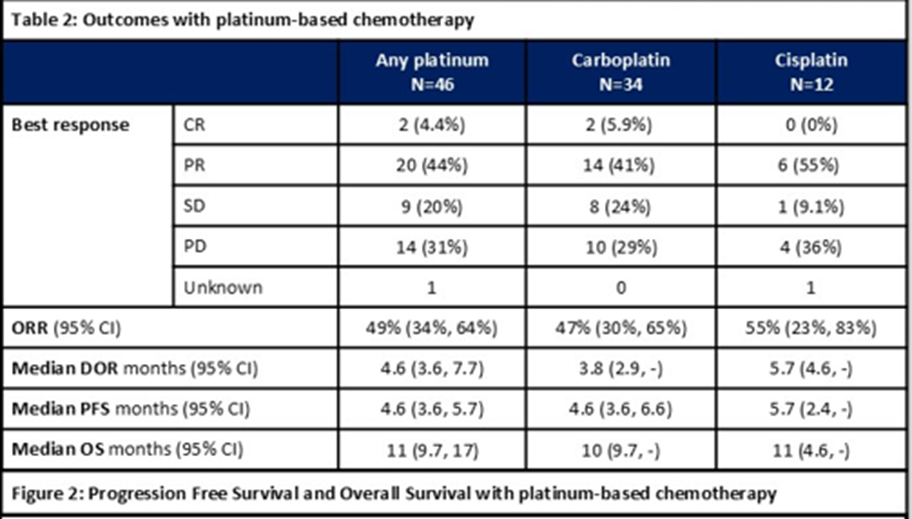 Table 2: Outcomes with platinum-based chemotherapy
Any platinum N=46 Carboplatin N=34 Cisplatin N=12
Best response CR 2 (4.4%) 2 (5.9%) 0 (0%)
PR 20 (44%) 14 (41%) 6 (55%)
SD 9 (20%) 8 (24%) 1 (9.1%)
PD 14 (31%) 10 (29%) 4 (36%)
Unknown 1 0 1
ORR (95% CI) 49% (34%, 64%) 47% (30%, 65%) 55% (23%, 83%)
Median DOR months (95% CI) 4.6 (3.6, 7.7) 3.8 (2.9, -) 5.7 (4.6, -)
Median PFS months (95% CI) 4.6 (3.6, 5.7) 4.6 (3.6, 6.6) 5.7 (2.4, -)
Median OS months (95% CI) 11 (9.7, 17) 10 (9.7, -) 11 (4.6, -)
Figure 2: Progression Free Survival and Overall Survival with platinum-based chemotherapy